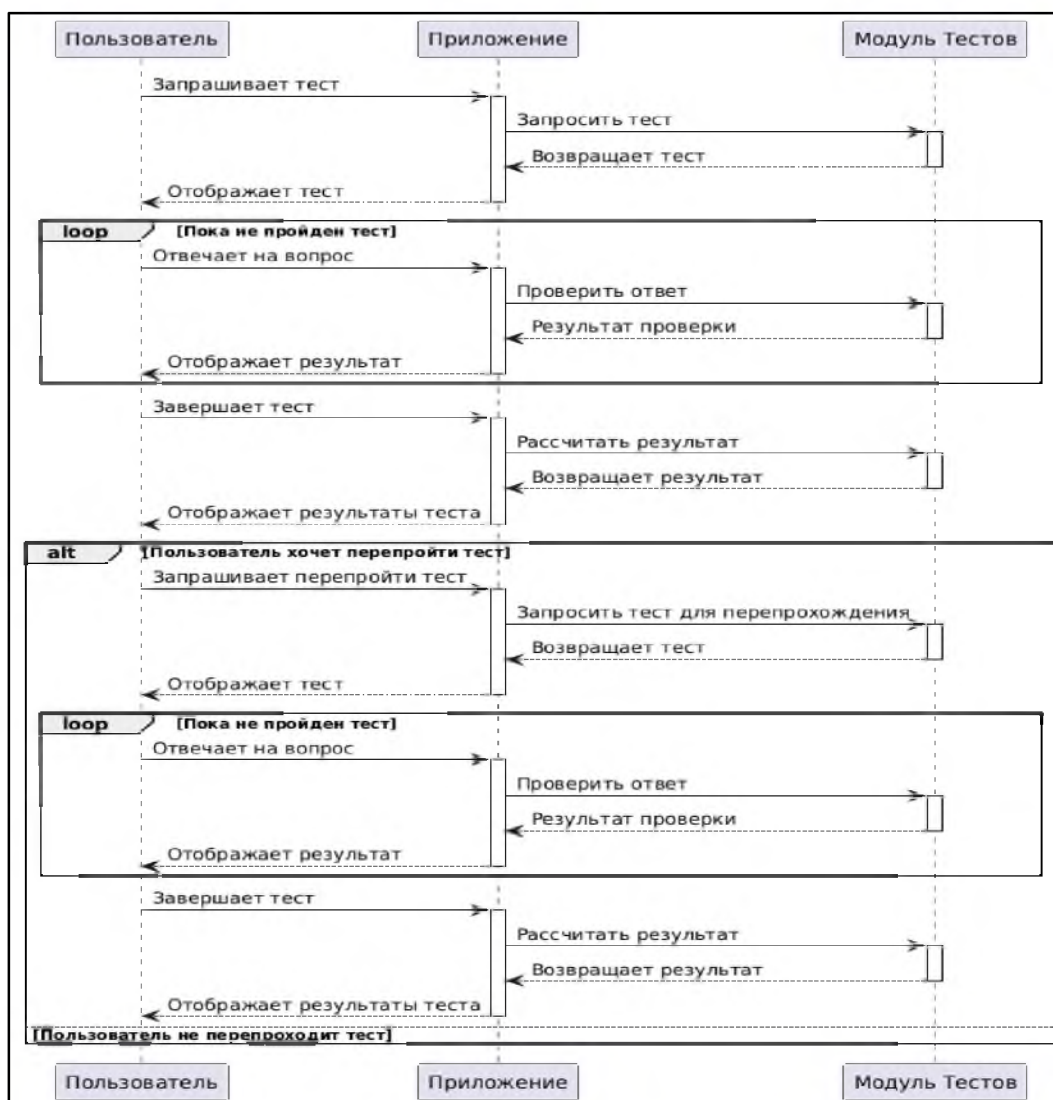 Пользователь Приложение Модуль Тестов
Запрашивает тест
Запросить тест
Возвращает тест
Отображает тест
loop [Пока не пройден тест]
Отвечает на вопрос
Проверить ответ
Результат проверки
Отображает результат
Завершает тест
Рассчитать результат
Возвращает результат
Отображает результаты теста
alt [Пользователь хочет перепройти тест]
Запрашивает перепройти тест
Запросить тест для перепрохождения
Возвращает тест
Отображает тест
loop [Пока не пройден тест]
Отвечает на вопрос
Проверить ответ
Результат проверки
Отображает результат
Завершает тест
Рассчитать результат
Возвращает результат
Отображает результаты теста
[Пользователь не перепроходит тест]
Пользователь Приложение Модуль Тестов